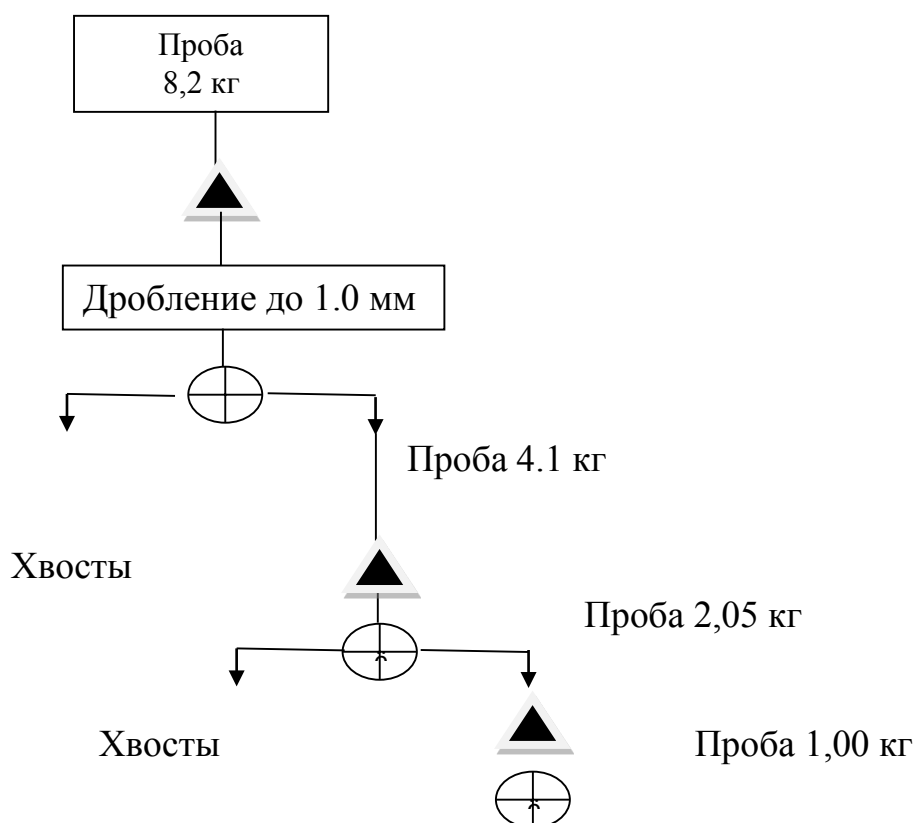 Проба
8,2 кг
Дробление до 1.0 мм
Проба 4.1 кг
Хвосты
Проба 2,05 кг
Хвосты
Проба 1,00 кг